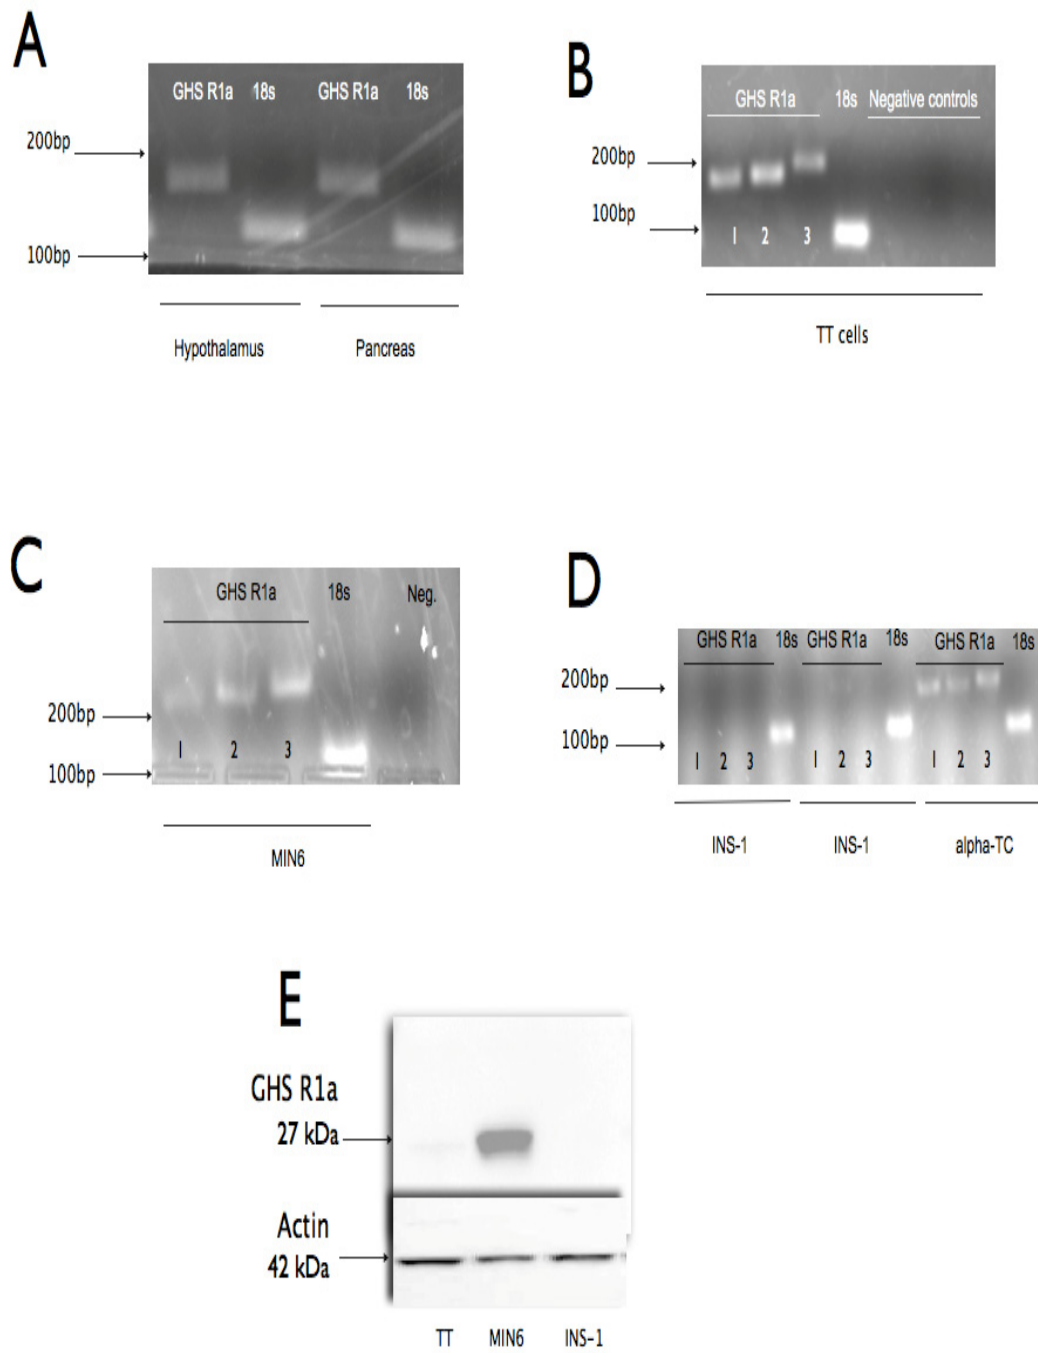 A
GHS R1a 18s GHS R1a 18s
200bp
100bp
Hypothalamus Pancreas
B
GHS R1a 18s Negative controls
200bp
100bp
1 2 3
TT cells
C
GHS R1a 18s Neg.
200bp
1 2 3
100bp
MIN6
D
GHS R1a 18s GHS R1a 18s GHS R1a 18s
200bp
100bp
1 2 3 1 2 3 1 2 3
INS-1 INS-1 alpha-TC
E
GHS R1a
27 kDa
Actin
42 kDa
TT MIN6 INS-1